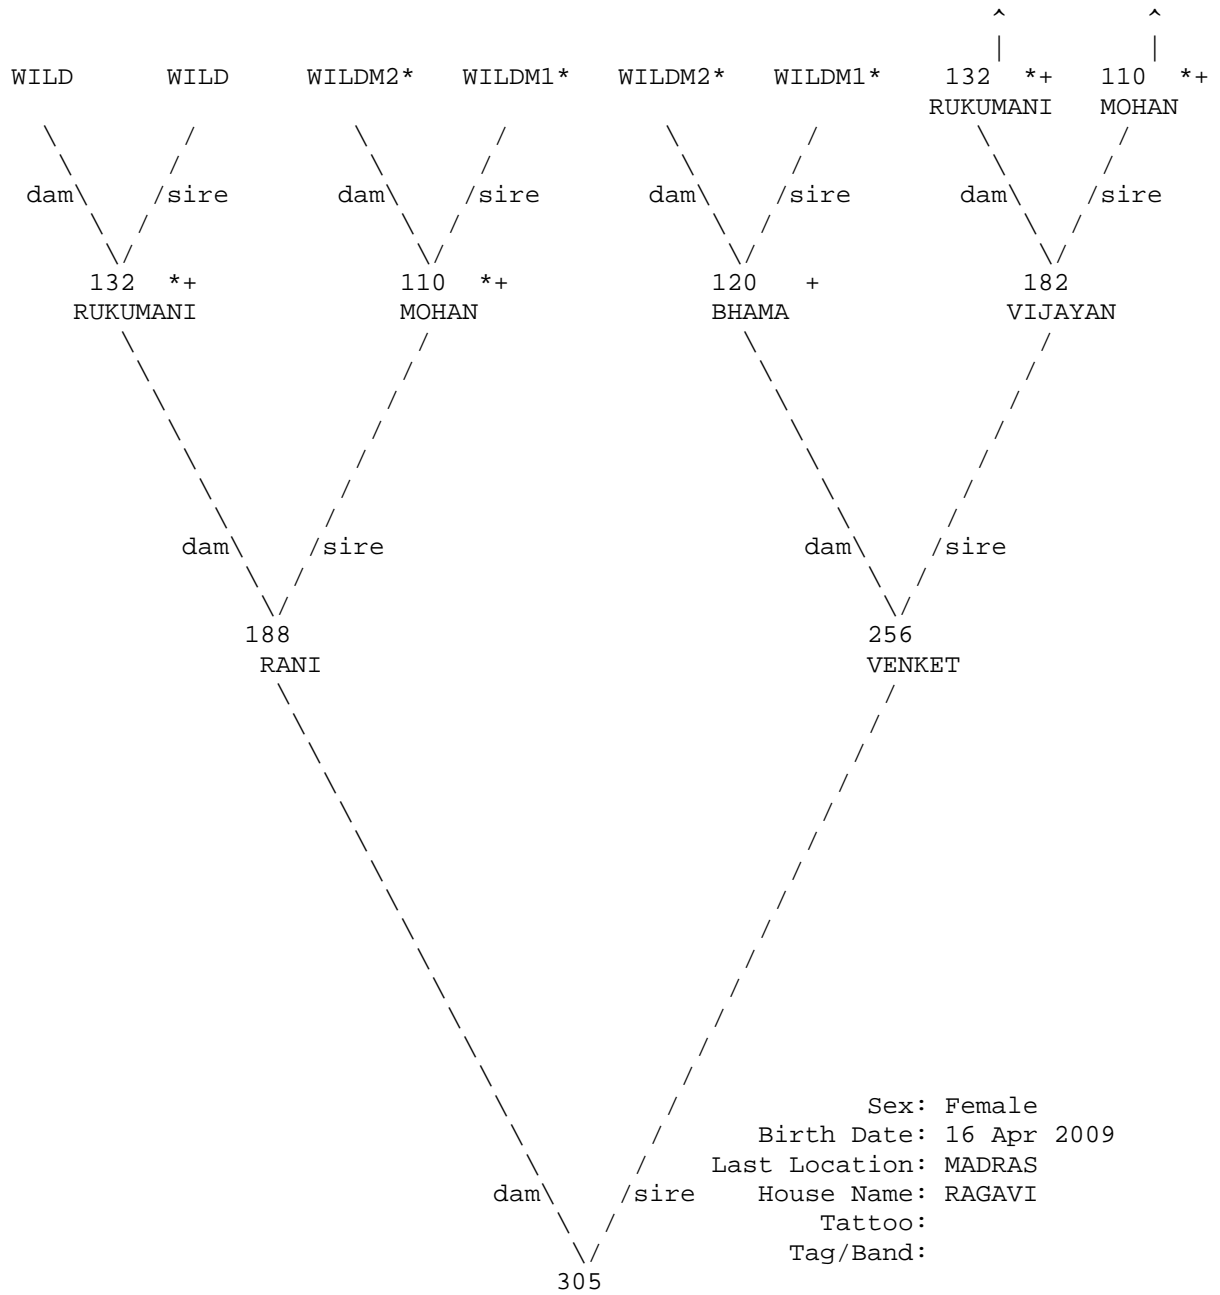 ^ ^
| |
WILD WILD WILDM2* WILDM1* WILDM2* WILDM1* 132 *+ 110 *+
RUKUMANI MOHAN
\ / \ / \ / \ /
\ / \ / \ / \ /
dam\ /sire dam\ /sire dam\ /sire dam\ /sire
\ / \ / \ / \ /
\/ \/ \/ \/
132 *+ 110 *+ 120 + 182
RUKUMANI MOHAN BHAMA VIJAYAN
\ / \ /
\ / \ /
\ / \ /
\ / \ /
\ / \ /
\ / \ /
\ / \ /
dam\ /sire dam\ /sire
\ / \ /
\/ \/
188 256
RANI VENKET
\ /
\ /
\ /
\ /
\ /
\ /
\ /
\ /
\ /
\ /
\ /
\ /
\ /
\ /
\ / Sex: Female
\ / Birth Date: 16 Apr 2009
\ / Last Location: MADRAS
dam\ /sire House Name: RAGAVI
\ / Tattoo:
\/ Tag/Band:
305